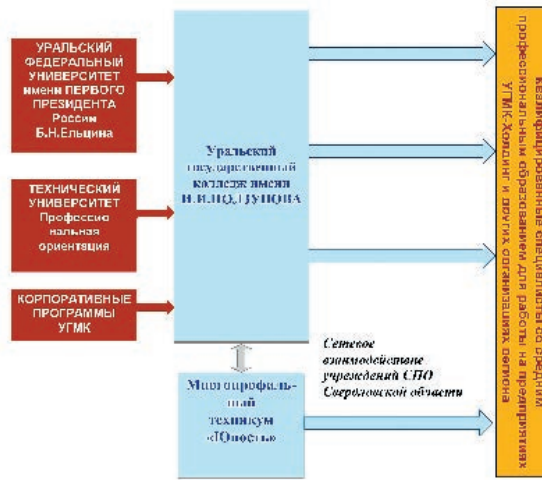 УРАЛЬСКИЙ
ФЕДЕРАЛЬНЫЙ
УНИВЕРСИТЕТ
имени ПЕРВОГО
ПРЕЗИДЕНТА
России
Б.Н.Ельцина
ТЕХНИЧЕСКИЙ
УНИВЕРСИТЕТ
Профессио
нальная
ориентация
КОРПОРАТИВНЫЕ
ПРОГРАММЫ
УГМК
Уральский
государственный
колледж имени
И.И.ПОЛЗУНОВА
Многопрофиль-
ный
техникум
«Юность»
Сетевое
взаимодействие
учреждений СПО
Свердловской области
квалифицированные специалисты со средним
профессиональным образованием для работы на предприятиях
УГМК-Холдинг и других организациях региона